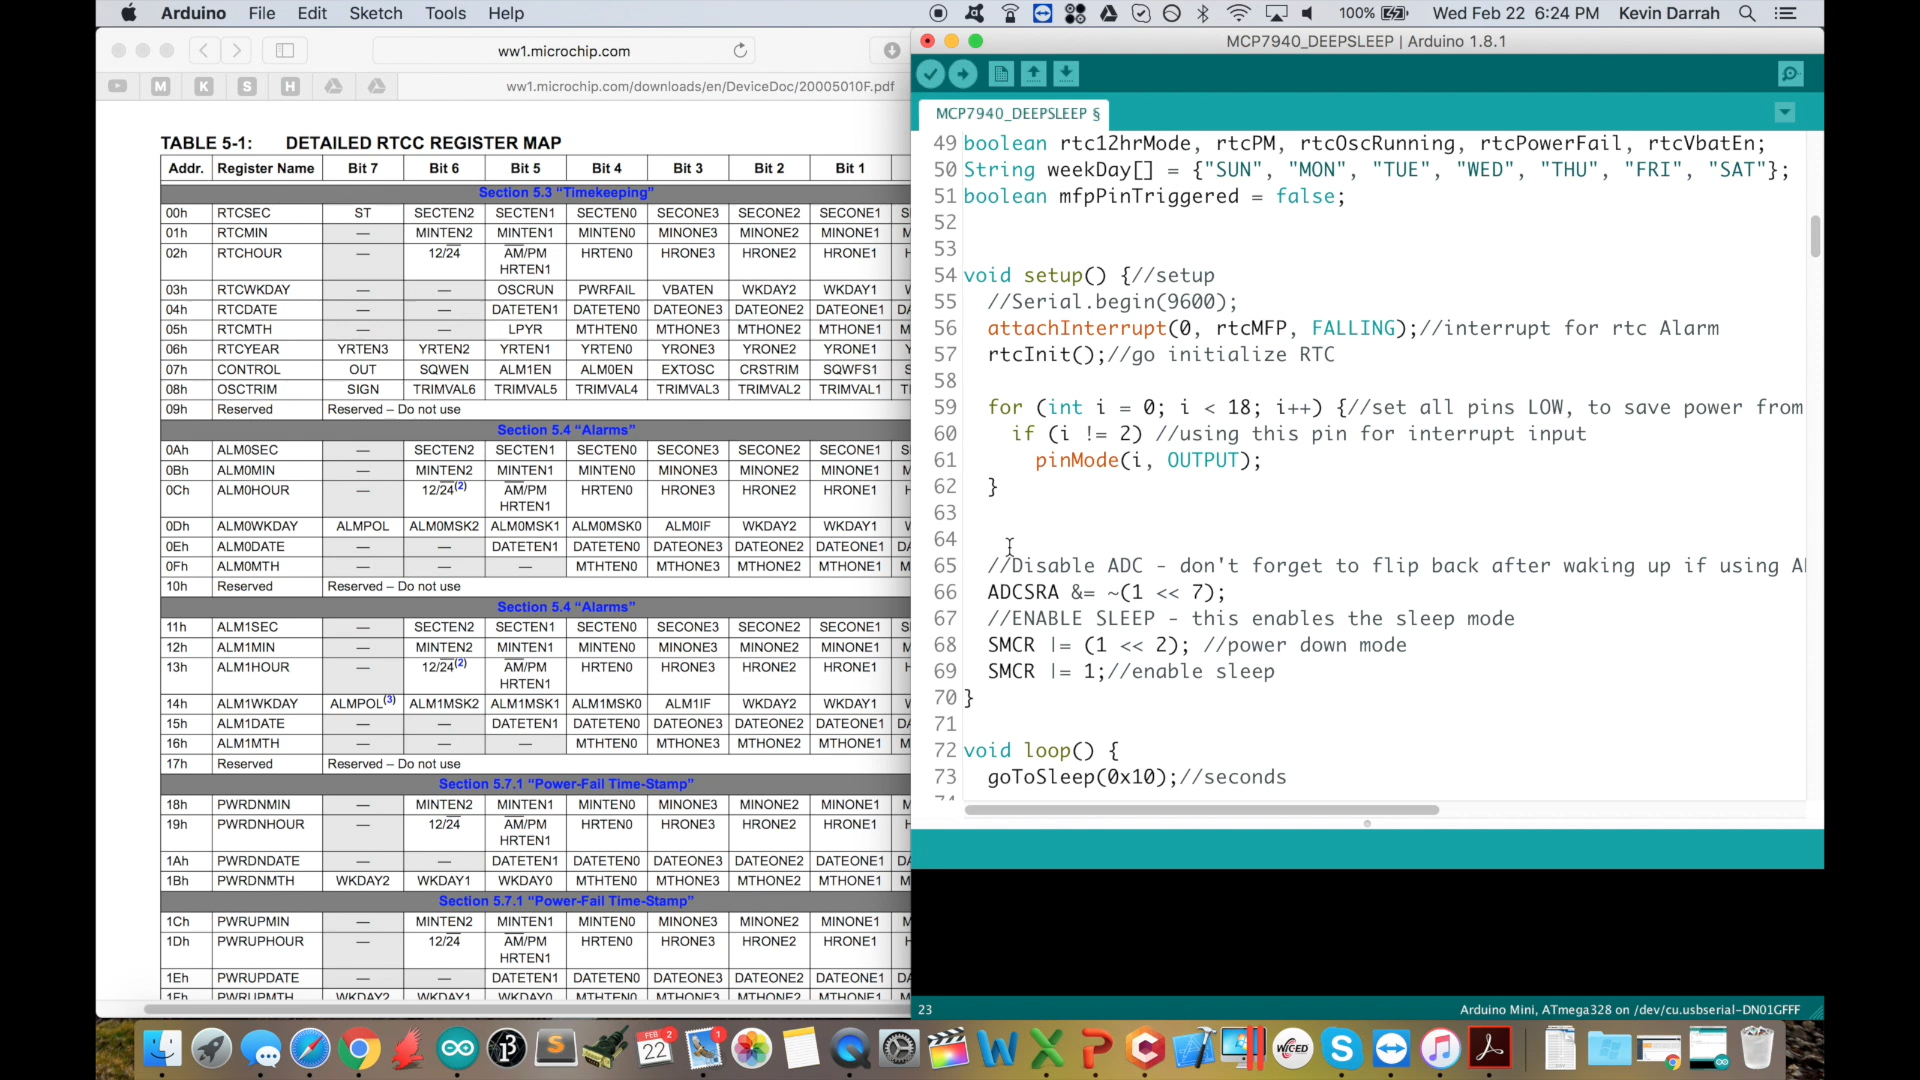 Arduino File Edit Sketch Tools Help 100% Wed Feb 22 6:24 PM Kevin Darrah
ww1.microchip.com
M K S H ww1.microchip.com/downloads/en/DeviceDoc/20005010F.pdf
TABLE 5-1: DETAILED RTCC REGISTER MAP
Addr. Register Name Bit 7 Bit 6 Bit 5 Bit 4 Bit 3 Bit 2 Bit 1
Section 5.3 “Timekeeping”
00h RTCSEC ST SECTEN2 SECTEN1 SECTEN0 SECONE3 SECONE2 SECONE1
01h RTCMIN — MINTEN2 MINTEN1 MINTEN0 MINONE3 MINONE2 MINONE1
02h RTCHOUR — 12/24 AM/PM HRTEN0 HRONE3 HRONE2 HRONE1
HRTEN1
03h RTCWKDAY — — OSCRUN PWRFAIL VBATEN WKDAY2 WKDAY1
04h RTCDATE — — DATETEN1 DATETEN0 DATEONE3 DATEONE2 DATEONE1
05h RTCMTH — — LPYR MTHTEN0 MTHONE3 MTHONE2 MTHONE1
06h RTCYEAR YRTEN3 YRTEN2 YRTEN1 YRTEN0 YRONE3 YRONE2 YRONE1
07h CONTROL OUT SQWEN ALM1EN ALM0EN EXTOSC CRSTRIM SQWFS1
08h OSCTRIM SIGN TRIMVAL6 TRIMVAL5 TRIMVAL4 TRIMVAL3 TRIMVAL2 TRIMVAL1
09h Reserved Reserved – Do not use
Section 5.4 “Alarms”
0Ah ALM0SEC — SECTEN2 SECTEN1 SECTEN0 SECONE3 SECONE2 SECONE1
0Bh ALM0MIN — MINTEN2 MINTEN1 MINTEN0 MINONE3 MINONE2 MINONE1
0Ch ALM0HOUR — 12/24(2) AM/PM HRTEN0 HRONE3 HRONE2 HRONE1
HRTEN1
0Dh ALM0WKDAY ALMPOL ALM0MSK2 ALM0MSK1 ALM0MSK0 ALM0IF WKDAY2 WKDAY1
0Eh ALM0DATE — — DATETEN1 DATETEN0 DATEONE3 DATEONE2 DATEONE1
0Fh ALM0MTH — — — MTHTEN0 MTHONE3 MTHONE2 MTHONE1
10h Reserved Reserved – Do not use
Section 5.4 “Alarms”
11h ALM1SEC — SECTEN2 SECTEN1 SECTEN0 SECONE3 SECONE2 SECONE1
12h ALM1MIN — MINTEN2 MINTEN1 MINTEN0 MINONE3 MINONE2 MINONE1
13h ALM1HOUR — 12/24(2) AM/PM HRTEN0 HRONE3 HRONE2 HRONE1
HRTEN1
14h ALM1WKDAY ALMPOL(3) ALM1MSK2 ALM1MSK1 ALM1MSK0 ALM1IF WKDAY2 WKDAY1
15h ALM1DATE — — DATETEN1 DATETEN0 DATEONE3 DATEONE2 DATEONE1
16h ALM1MTH — — — MTHTEN0 MTHONE3 MTHONE2 MTHONE1
17h Reserved Reserved – Do not use
Section 5.7.1 “Power-Fail Time-Stamp”
18h PWRDNMIN — MINTEN2 MINTEN1 MINTEN0 MINONE3 MINONE2 MINONE1
19h PWRDNHOUR — 12/24 AM/PM HRTEN0 HRONE3 HRONE2 HRONE1
HRTEN1
1Ah PWRDNDATE — — DATETEN1 DATETEN0 DATEONE3 DATEONE2 DATEONE1
1Bh PWRDNMTH WKDAY2 WKDAY1 WKDAY0 MTHTEN0 MTHONE3 MTHONE2 MTHONE1
Section 5.7.1 “Power-Fail Time-Stamp”
1Ch PWRUPMIN — MINTEN2 MINTEN1 MINTEN0 MINONE3 MINONE2 MINONE1
1Dh PWRUPHOUR — 12/24 AM/PM HRTEN0 HRONE3 HRONE2 HRONE1
HRTEN1
1Eh PWRUPDATE — — DATETEN1 DATETEN0 DATEONE3 DATEONE2 DATEONE1
1Fh PWRUPMTH WKDAY2 WKDAY1 WKDAY0 MTHTEN0 MTHONE3 MTHONE2 MTHONE1
MCP7940_DEEPSLEEP | Arduino 1.8.1
MCP7940_DEEPSLEEP §
49 boolean rtc12hrMode, rtcPM, rtcOscRunning, rtcPowerFail, rtcVbatEn;
50 String weekDay[] = {"SUN", "MON", "TUE", "WED", "THU", "FRI", "SAT"};
51 boolean mfpPinTriggered = false;
52
53
54 void setup() {//setup
55 //Serial.begin(9600);
56 attachInterrupt(0, rtcMFP, FALLING);//interrupt for rtc Alarm
57 rtcInit();//go initialize RTC
58
59 for (int i = 0; i < 18; i++) {//set all pins LOW, to save power from
60 if (i != 2) //using this pin for interrupt input
61 pinMode(i, OUTPUT);
62 }
63
64
65 //Disable ADC - don't forget to flip back after waking up if using
66 ADCSRA &= ~(1 << 7);
67 //ENABLE SLEEP - this enables the sleep mode
68 SMCR |= (1 << 2); //power down mode
69 SMCR |= 1;//enable sleep
70 }
71
72 void loop() {
73 goToSleep(0x10);//seconds
23 Arduino Mini, ATmega328 on /dev/cu.usbserial-DN01GFFF
FEB 2 1
22 S W X P WICED S